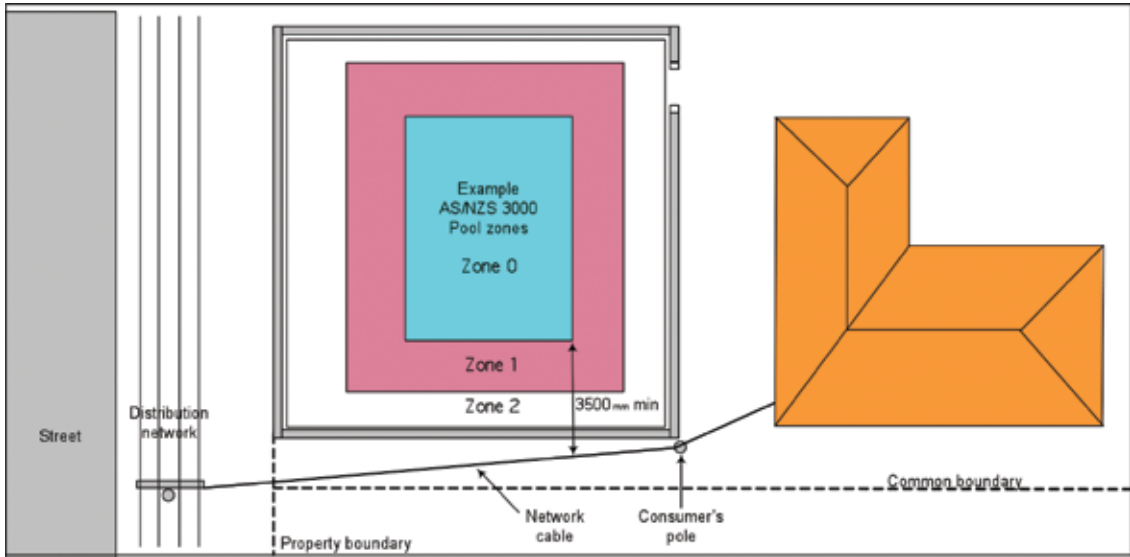 Example
AS/NZS 3000
Pool zones
Zone 0
Zone 1
Zone 2
3500mm min
Distribution
network
Street
Common boundary
Network
cable
Consumer's
pole
Property boundary